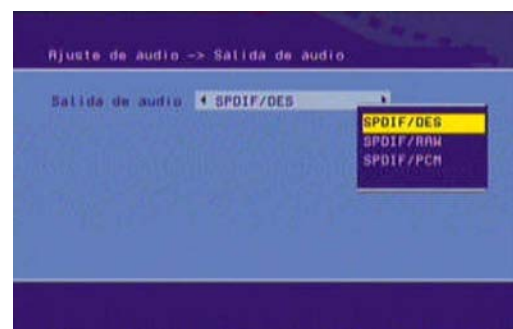 Ajuste de audio -> Salida de audio
Salida de audio SPDIF/DES
SPDIF/DES
SPDIF/RAW
SPDIF/PCM